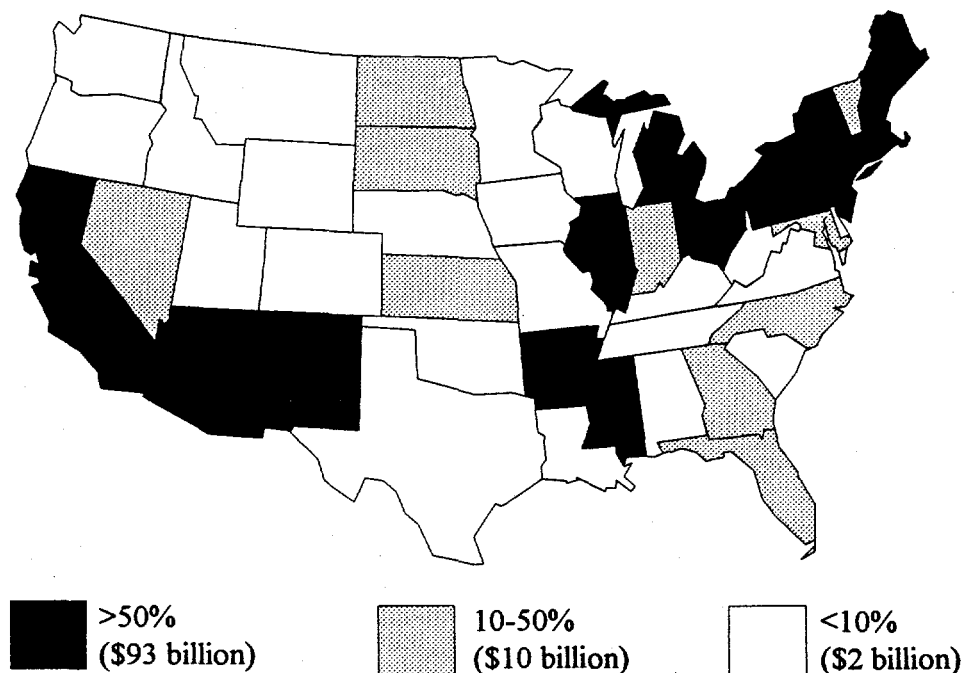 >50%
($93 billion)
10-50%
($10 billion)
<10%
($2 billion)